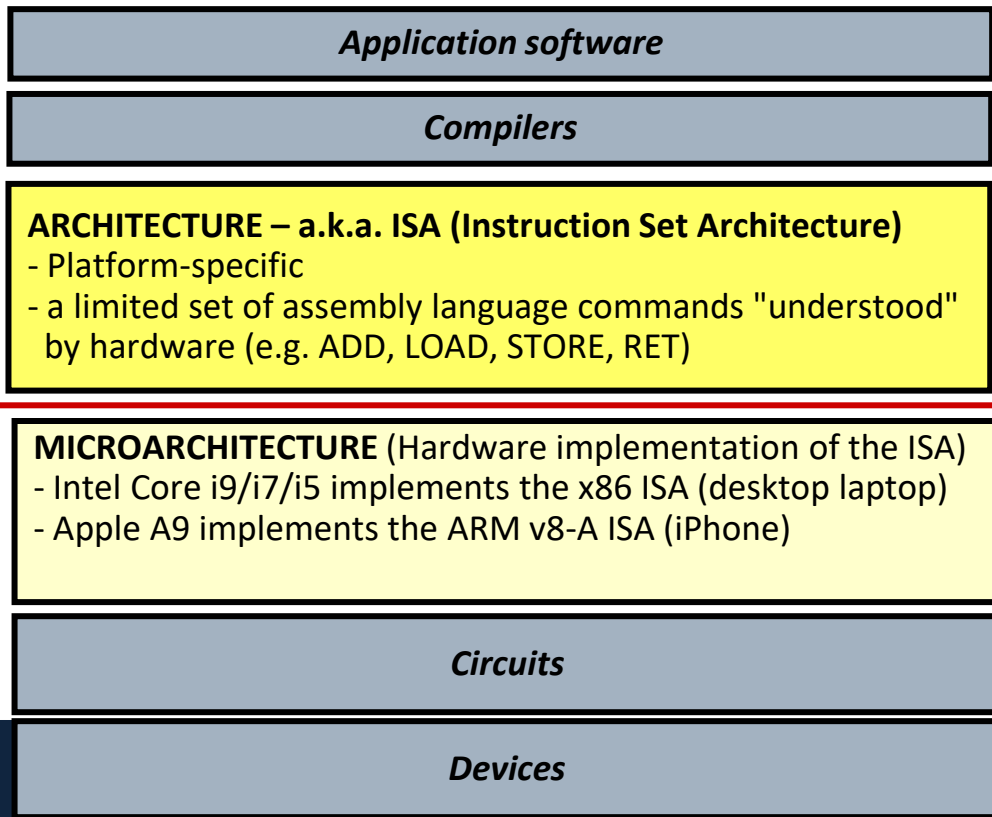 Application software
Compilers
ARCHITECTURE – a.k.a. ISA (Instruction Set Architecture)
- Platform-specific
- a limited set of assembly language commands "understood"
by hardware (e.g. ADD, LOAD, STORE, RET)
MICROARCHITECTURE (Hardware implementation of the ISA)
- Intel Core i9/i7/i5 implements the x86 ISA (desktop laptop)
- Apple A9 implements the ARM v8-A ISA (iPhone)
Circuits
Devices